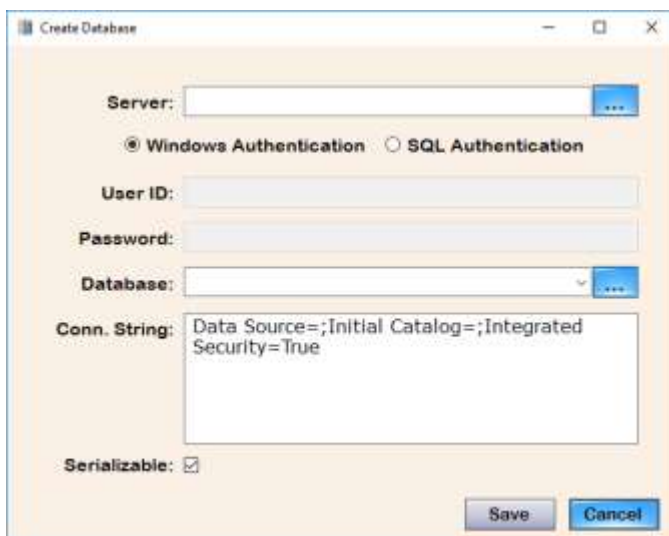 Create Database
Server:
...
Windows Authentication SQL Authentication
User ID:
Password:
Database:
...
Conn. String:
Data Source=;Initial Catalog=;Integrated
Security=True
Serializable:
Save Cancel